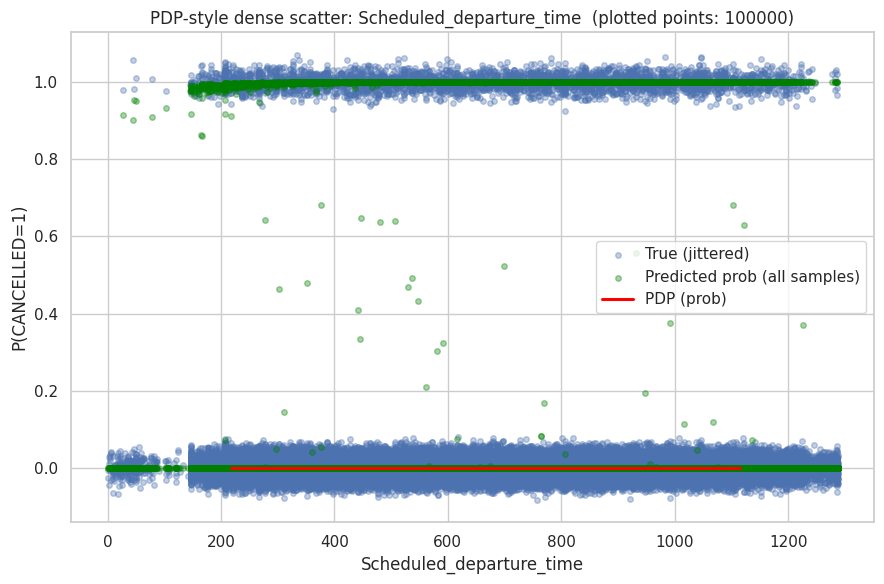 PDP-style dense scatter: Scheduled_departure_time (plotted points: 100000)
P(CANCELLED=1)
1.0
0.8
0.6
0.4
0.2
0.0
True (jittered)
Predicted prob (all samples)
PDP (prob)
0 200 400 600 800 1000 1200
Scheduled_departure_time